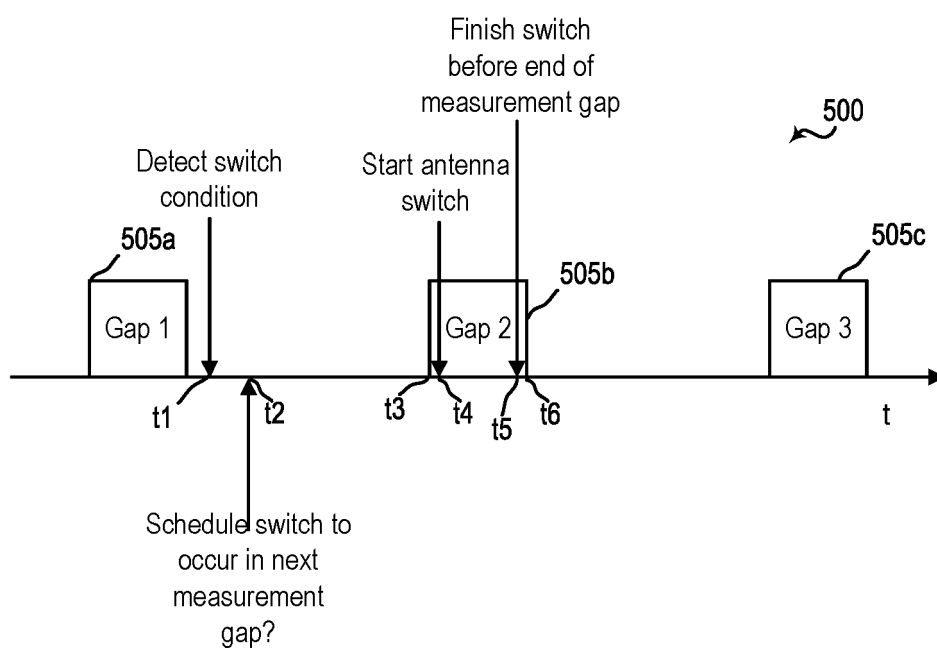 Finish switch
before end of
measurement gap
500
Detect switch
condition
Start antenna
switch
505a
505b
505c
Gap 1
Gap 2
Gap 3
t1
t2
t3
t4
t5
t6
t
Schedule switch to
occur in next
measurement
gap?